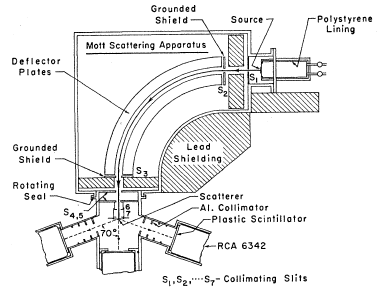 Grounded
Shield
Source
Polystyrene
Lining
Mott Scattering Apparatus
Deflector
Plates
S1
S2
Lead
Shielding
Grounded
Shield
S3
Rotating
Seal
S4,5
6
7
70°
Scatterer
Al. Collimator
Plastic Scintillator
RCA 6342
S1,S2,····S7- Collimating Slits